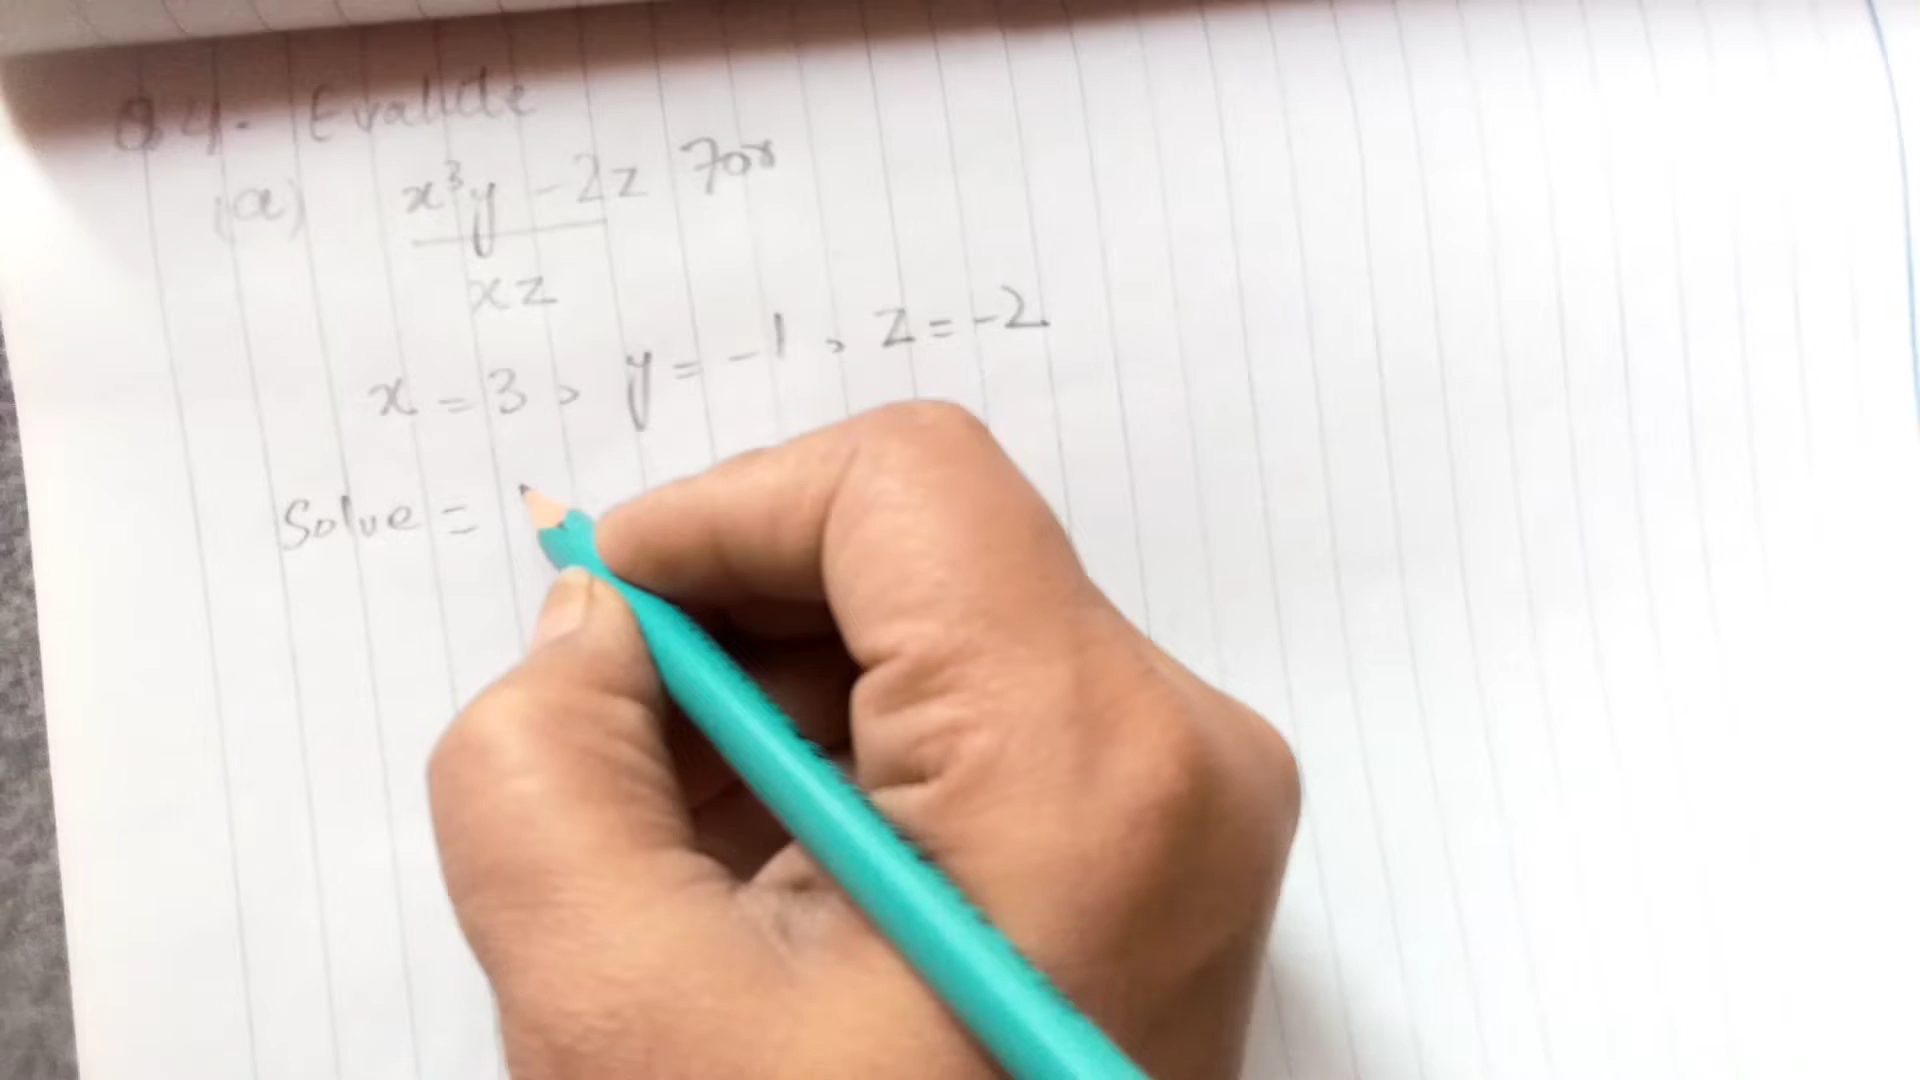 Q4- Evalute
(a) x³y - 2z for
xz
x = 3, y = -1, z = -2
Solve =